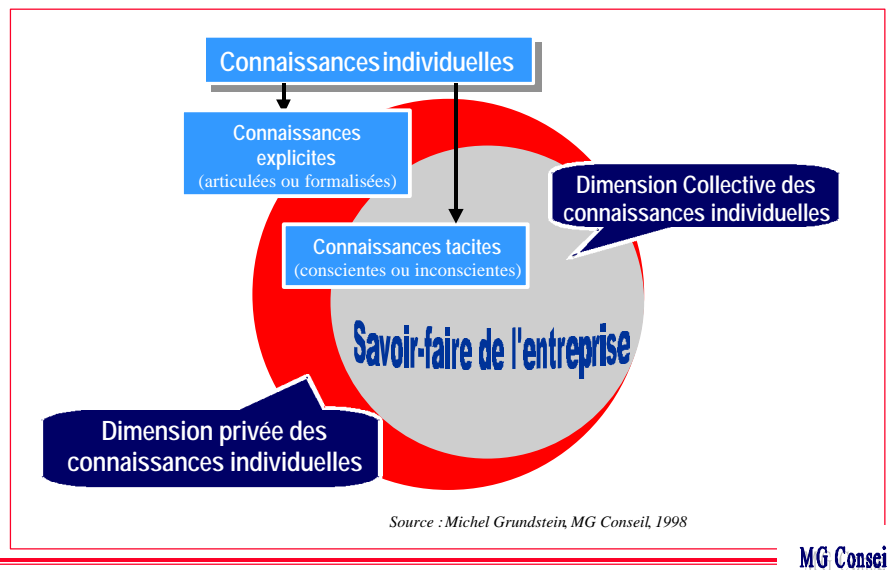 Connaissances individuelles
Connaissances
explicites
(articulées ou formalisées)
Dimension Collective des
connaissances individuelles
Connaissances tacites
(conscientes ou inconscientes)
Savoir-faire de l'entreprise
Dimension privée des
connaissances individuelles
Source : Michel Grundstein, MG Conseil, 1998
MG Consei